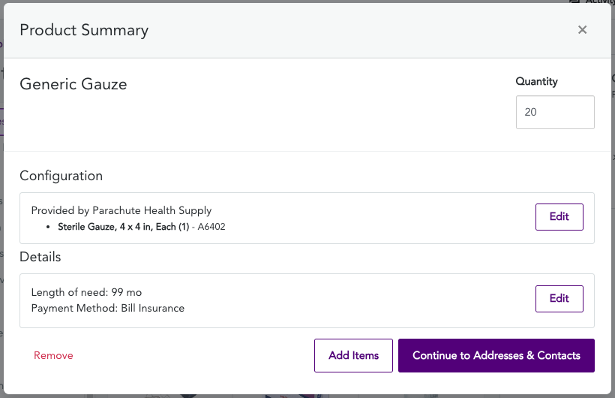 Product Summary
×
Generic Gauze
Quantity
20
Configuration
Provided by Parachute Health Supply
Edit
• Sterile Gauze, 4 x 4 in, Each (1) - A6402
Details
Length of need: 99 mo
Edit
Payment Method: Bill Insurance
Remove
Add Items
Continue to Addresses & Contacts